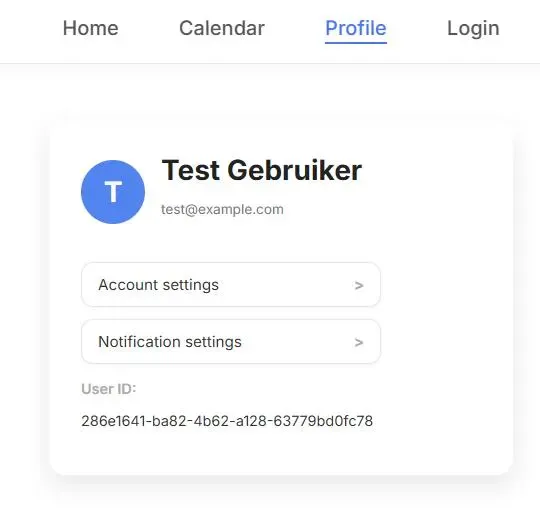 Home Calendar Profile Login
T
Test Gebruiker
test@example.com
Account settings >
Notification settings >
User ID:
286e1641-ba82-4b62-a128-63779bd0fc78